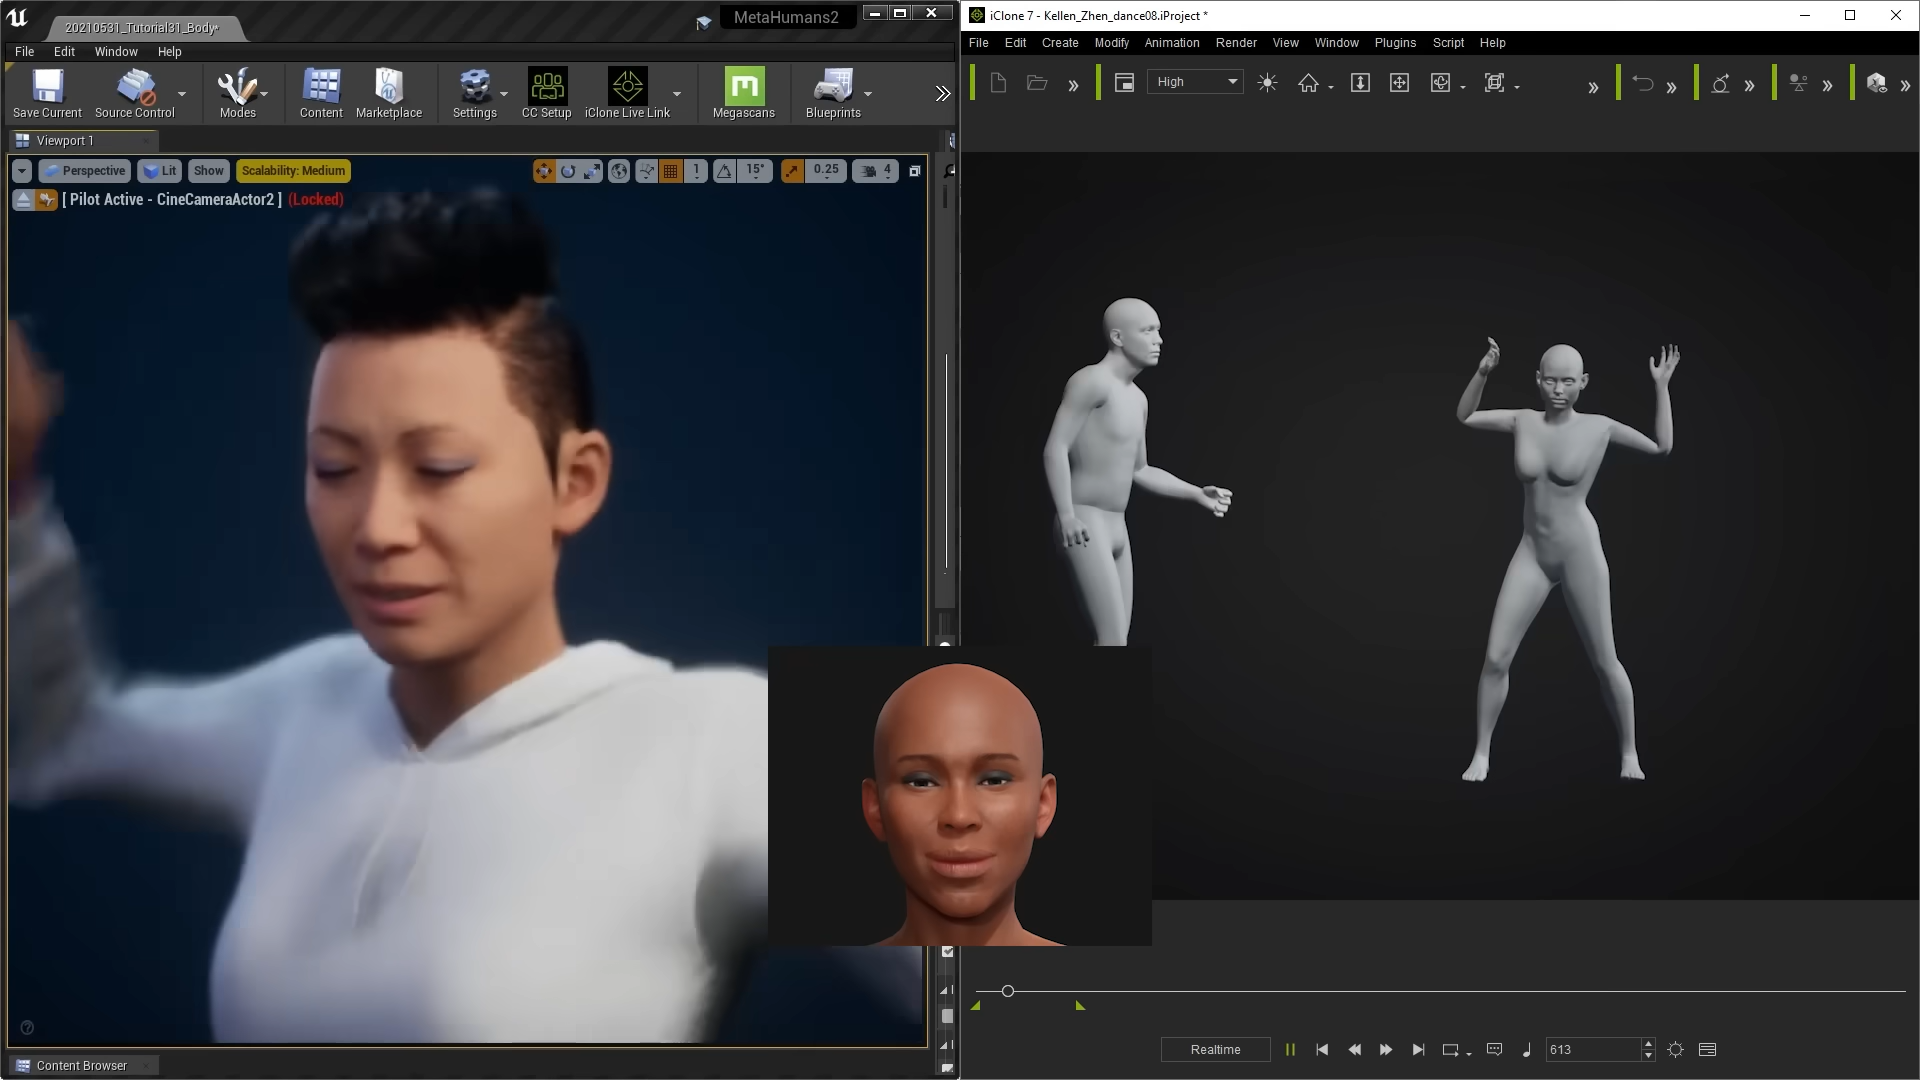 20210531_Tutorial31_Body*
MetaHumans2
File Edit Window Help
Save Current Source Control Modes Content Marketplace Settings CC Setup iClone Live Link Megascans Blueprints
Viewport 1
Perspective Lit Show Scalability: Medium 1 15° 0.25 4
[ Pilot Active - CineCameraActor2 ] (Locked)
Content Browser
iClone 7 - Kellen_Zhen_dance08.iProject *
File Edit Create Modify Animation Render View Window Plugins Script Help
High
Realtime 613